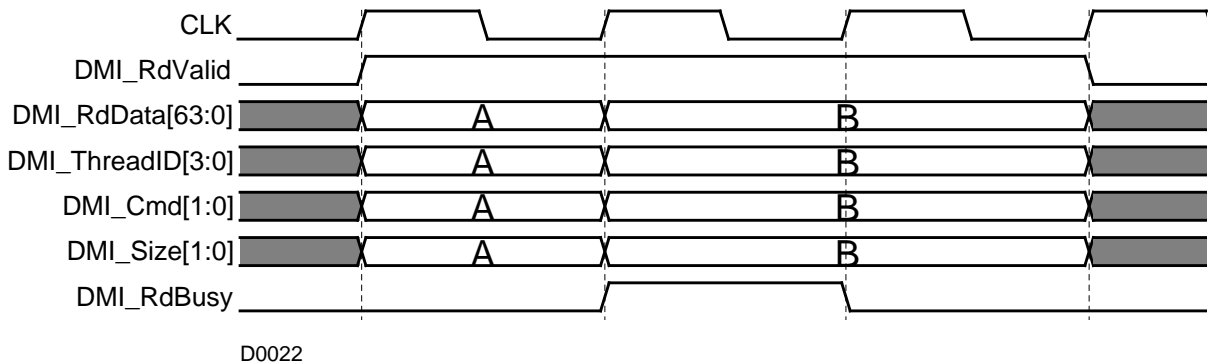 CLK
DMI_RdValid
DMI_RdData[63:0] A B
DMI_ThreadID[3:0] A B
DMI_Cmd[1:0] A B
DMI_Size[1:0] A B
DMI_RdBusy
D0022